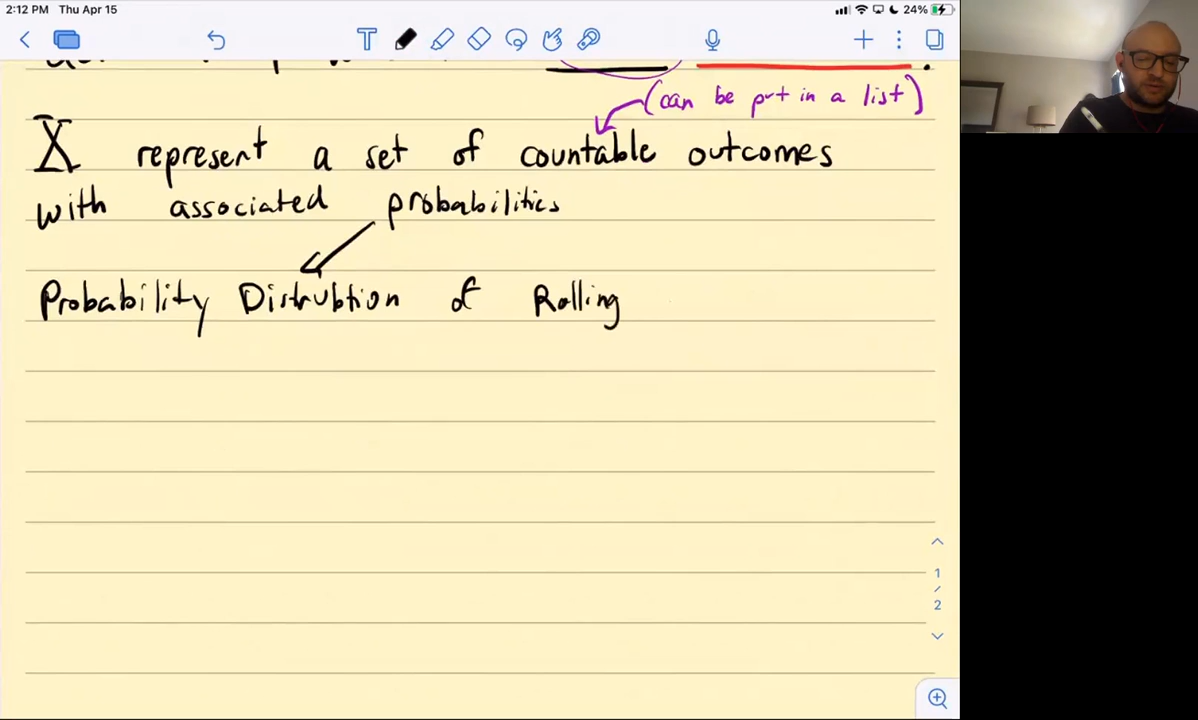 2:12 PM Thu Apr 15
24%
(can be put in a list)
X represent a set of countable outcomes
with associated probabilities
Probability Distrubtion of Rolling
1
/
2